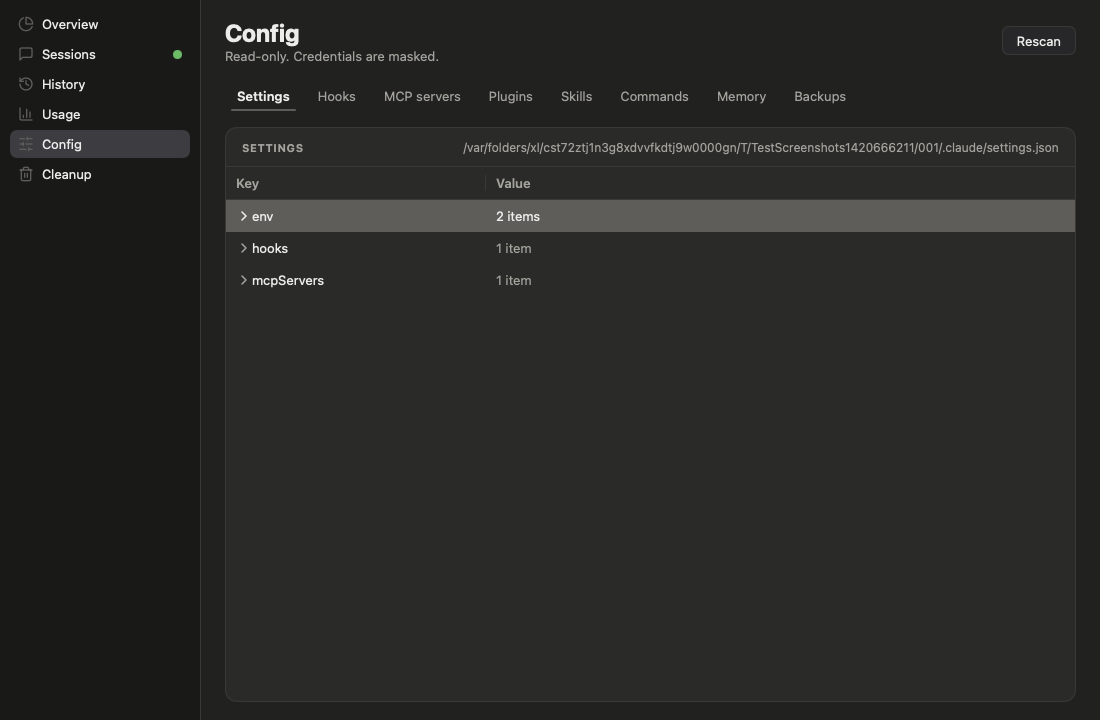 Overview
Sessions
History
Usage
Config
Cleanup
Config
Read-only. Credentials are masked.
Rescan
Settings Hooks MCP servers Plugins Skills Commands Memory Backups
SETTINGS /var/folders/xl/cst72ztj1n3g8xdvvfkdtj9w0000gn/T/TestScreenshots1420666211/001/.claude/settings.json
Key Value
env 2 items
hooks 1 item
mcpServers 1 item